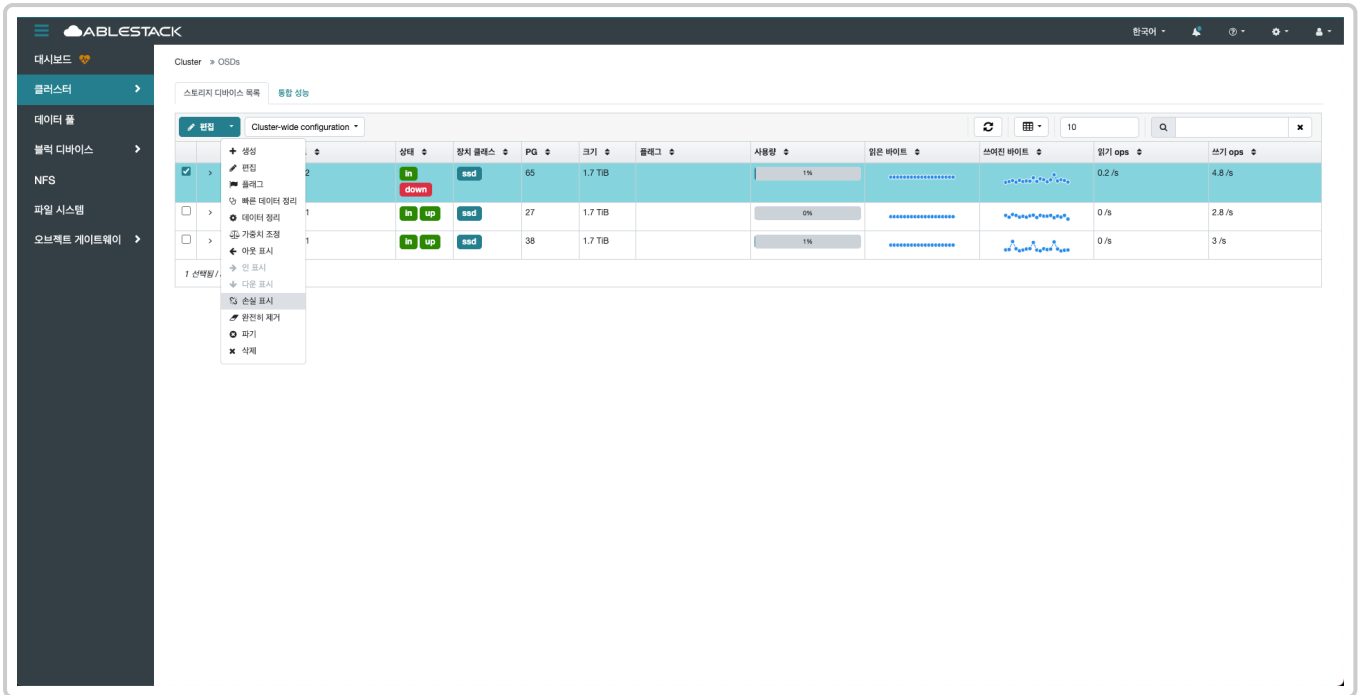 ABLESTACK
한국어
대시보드
Cluster » OSDs
클러스터
스토리지 디바이스 목록 통합 성능
데이터 풀
편집 Cluster-wide configuration 10
블럭 디바이스
NFS
파일 시스템
오브젝트 게이트웨이
상태 장치 클래스 PG 크기 플래그 사용량 읽은 바이트 쓰여진 바이트 읽기 ops 쓰기 ops
2 in down ssd 65 1.7 TiB 1% 0.2 /s 4.8 /s
1 in up ssd 27 1.7 TiB 0% 0 /s 2.8 /s
1 in up ssd 38 1.7 TiB 1% 0 /s 3 /s
1 선택됨 /
생성
편집
플래그
빠른 데이터 정리
데이터 정리
가중치 조정
아웃 표시
인 표시
다운 표시
손실 표시
완전히 제거
파기
삭제